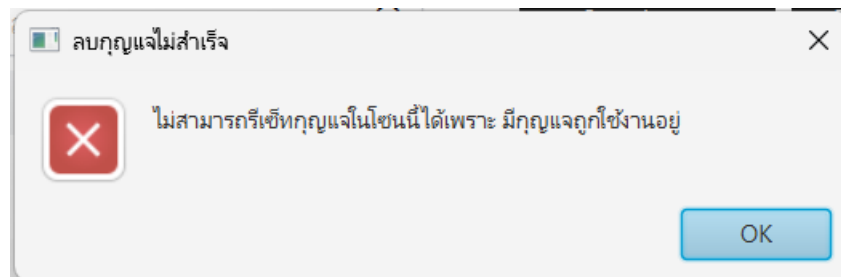 ลบกุญแจไม่สำเร็จ
ไม่สามารถรีเซ็ทกุญแจในโซนนี้ได้เพราะ มีกุญแจถูกใช้งานอยู่
OK